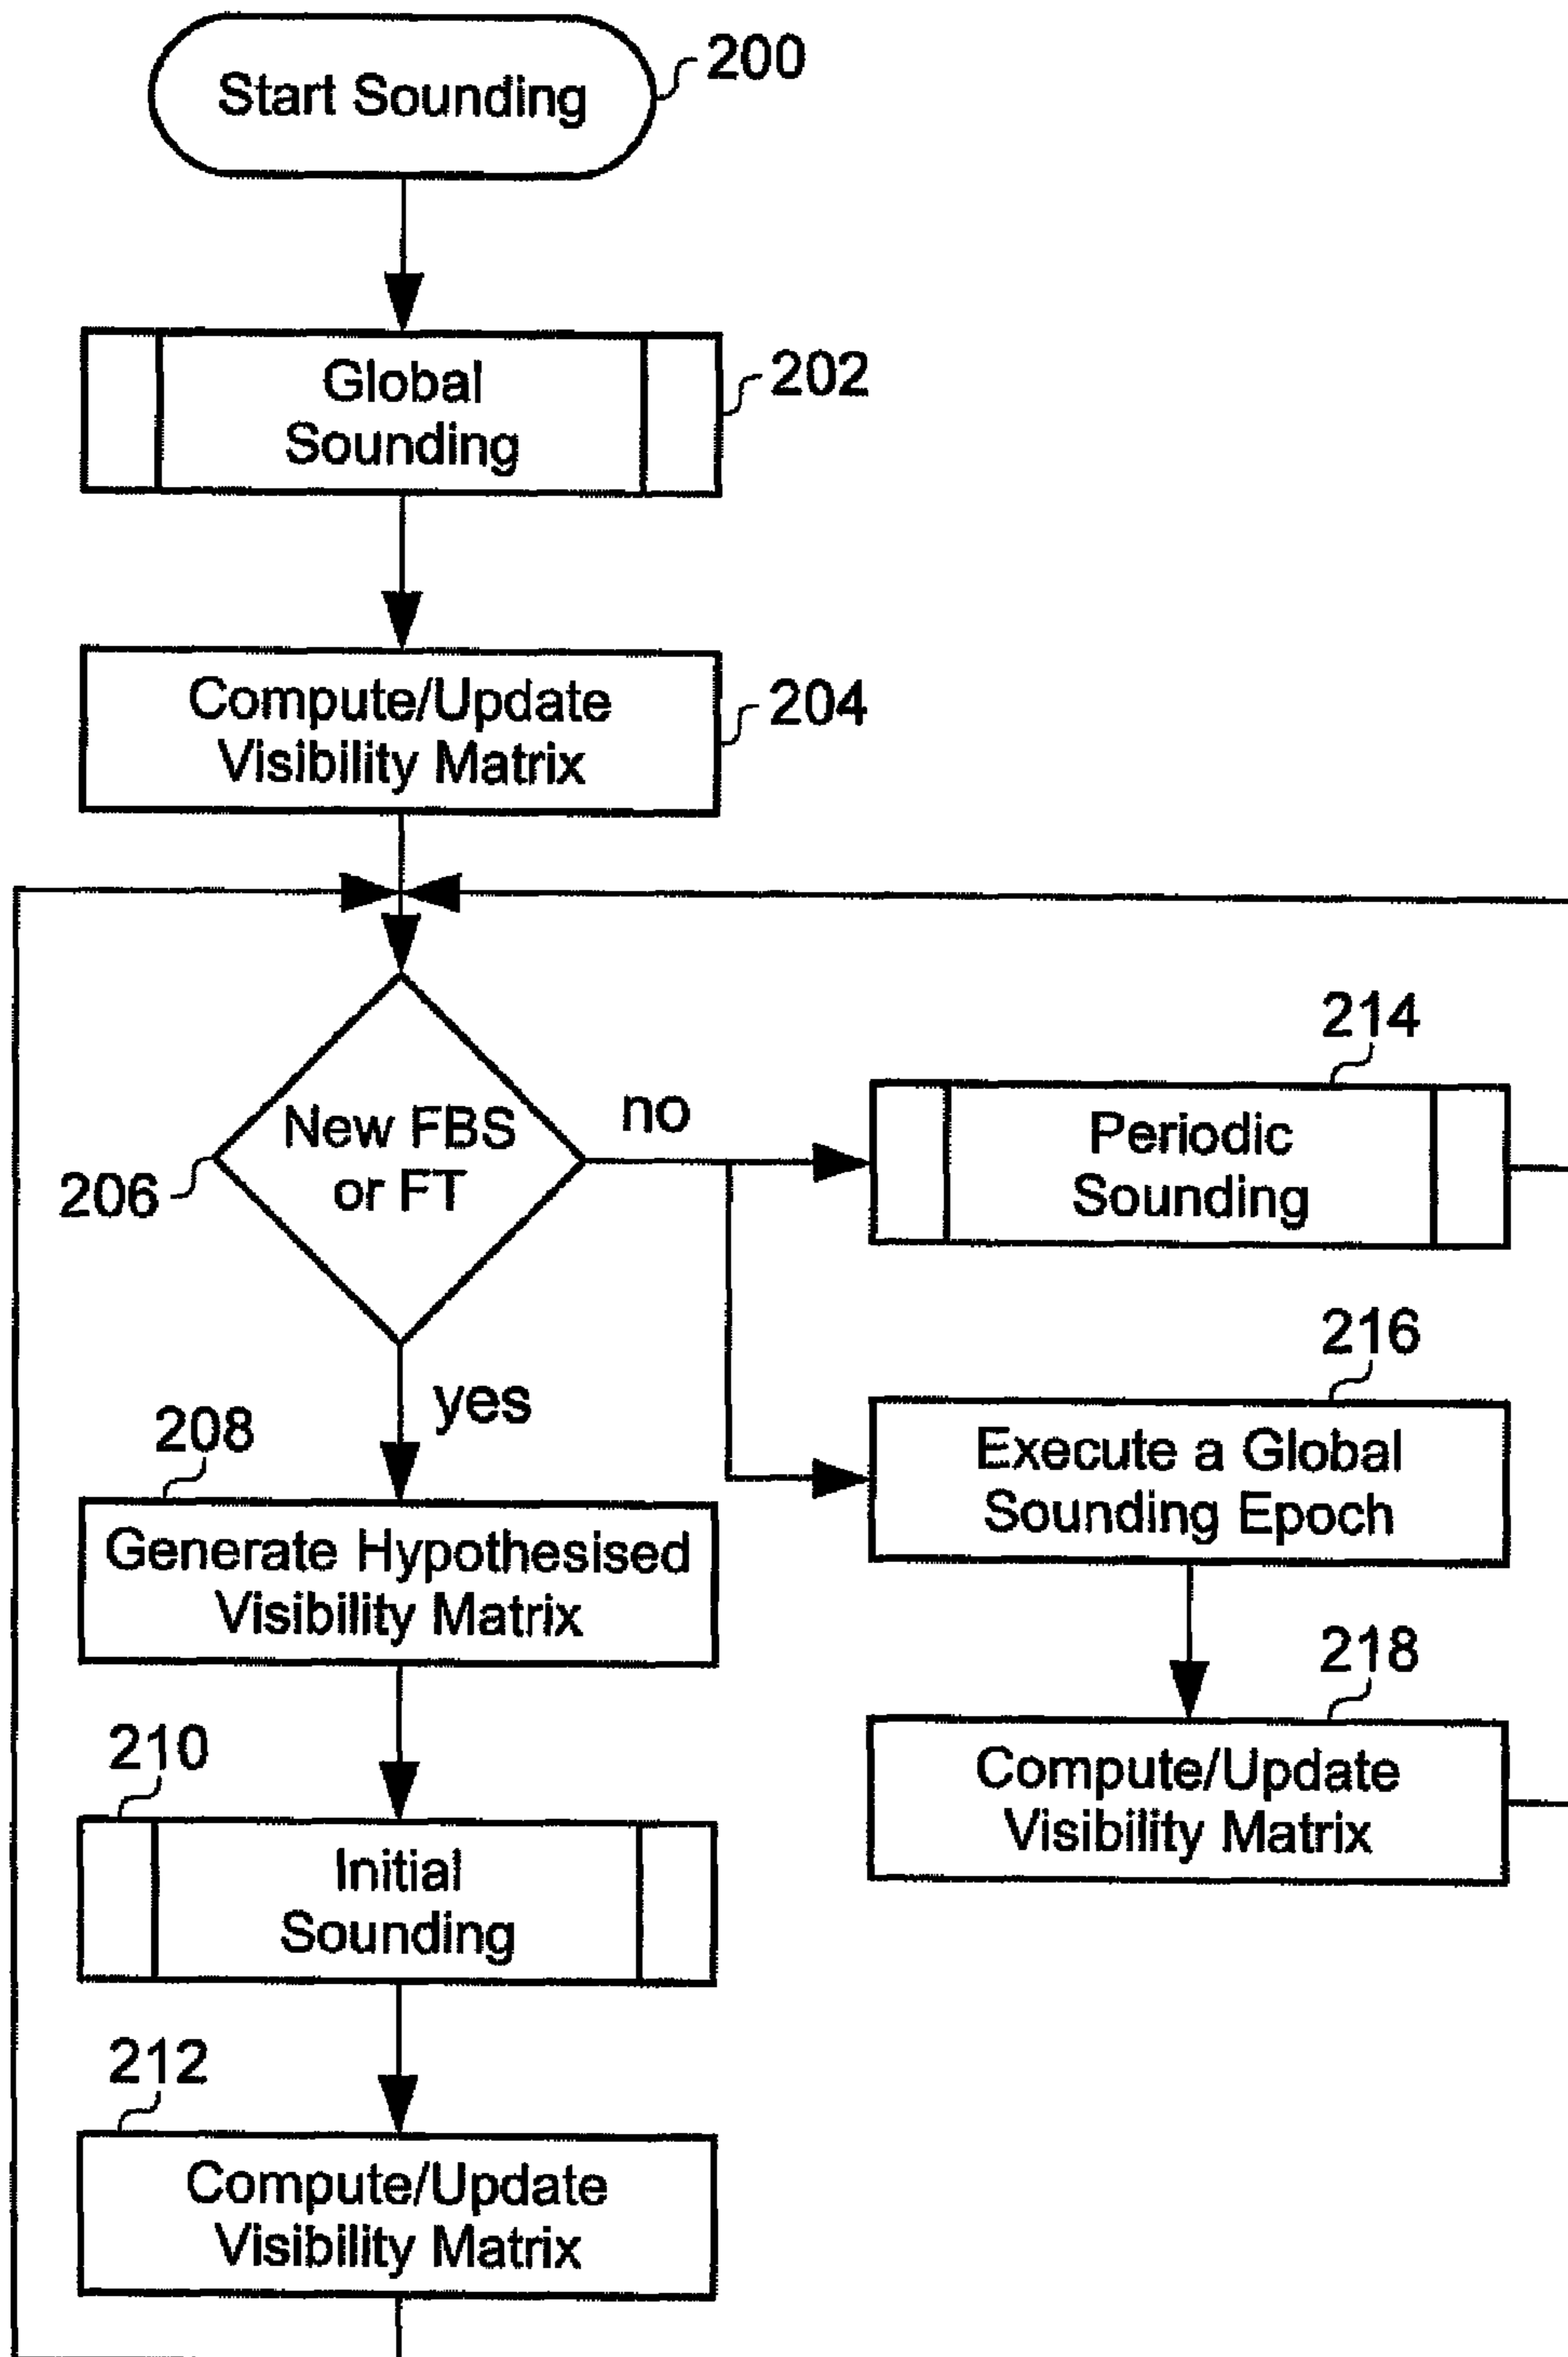 Start Sounding
200
Global
Sounding
202
Compute/Update
Visibility Matrix
204
New FBS
or FT
206
no
yes
214
Periodic
Sounding
216
Execute a Global
Sounding Epoch
218
Compute/Update
Visibility Matrix
208
Generate Hypothesised
Visibility Matrix
210
Initial
Sounding
212
Compute/Update
Visibility Matrix